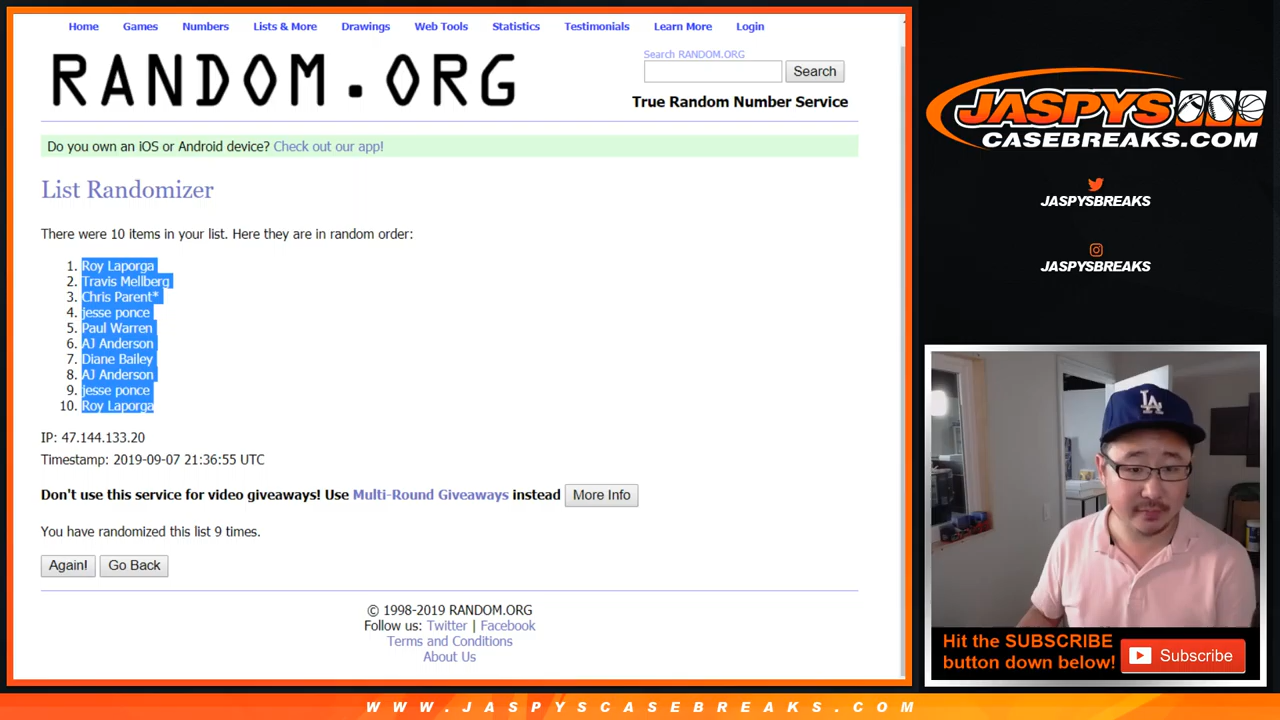 Home Games Numbers Lists & More Drawings Web Tools Statistics Testimonials Learn More Login
RANDOM.ORG
Search RANDOM.ORG
Search
True Random Number Service
Do you own an iOS or Android device? Check out our app!
List Randomizer
There were 10 items in your list. Here they are in random order:
1. Roy Laporga
2. Travis Mellberg
3. Chris Parent*
4. jesse ponce
5. Paul Warren
6. AJ Anderson
7. Diane Bailey
8. AJ Anderson
9. jesse ponce
10. Roy Laporga
IP: 47.144.133.20
Timestamp: 2019-09-07 21:36:55 UTC
Don't use this service for video giveaways! Use Multi-Round Giveaways instead More Info
You have randomized this list 9 times.
Again! Go Back
© 1998-2019 RANDOM.ORG
Follow us: Twitter | Facebook
Terms and Conditions
About Us
JASPYS
CASEBREAKS.COM
JASPYSBREAKS
JASPYSBREAKS
LA
Hit the SUBSCRIBE
button down below!
Subscribe
WWW.JASPYSCASEBREAKS.COM